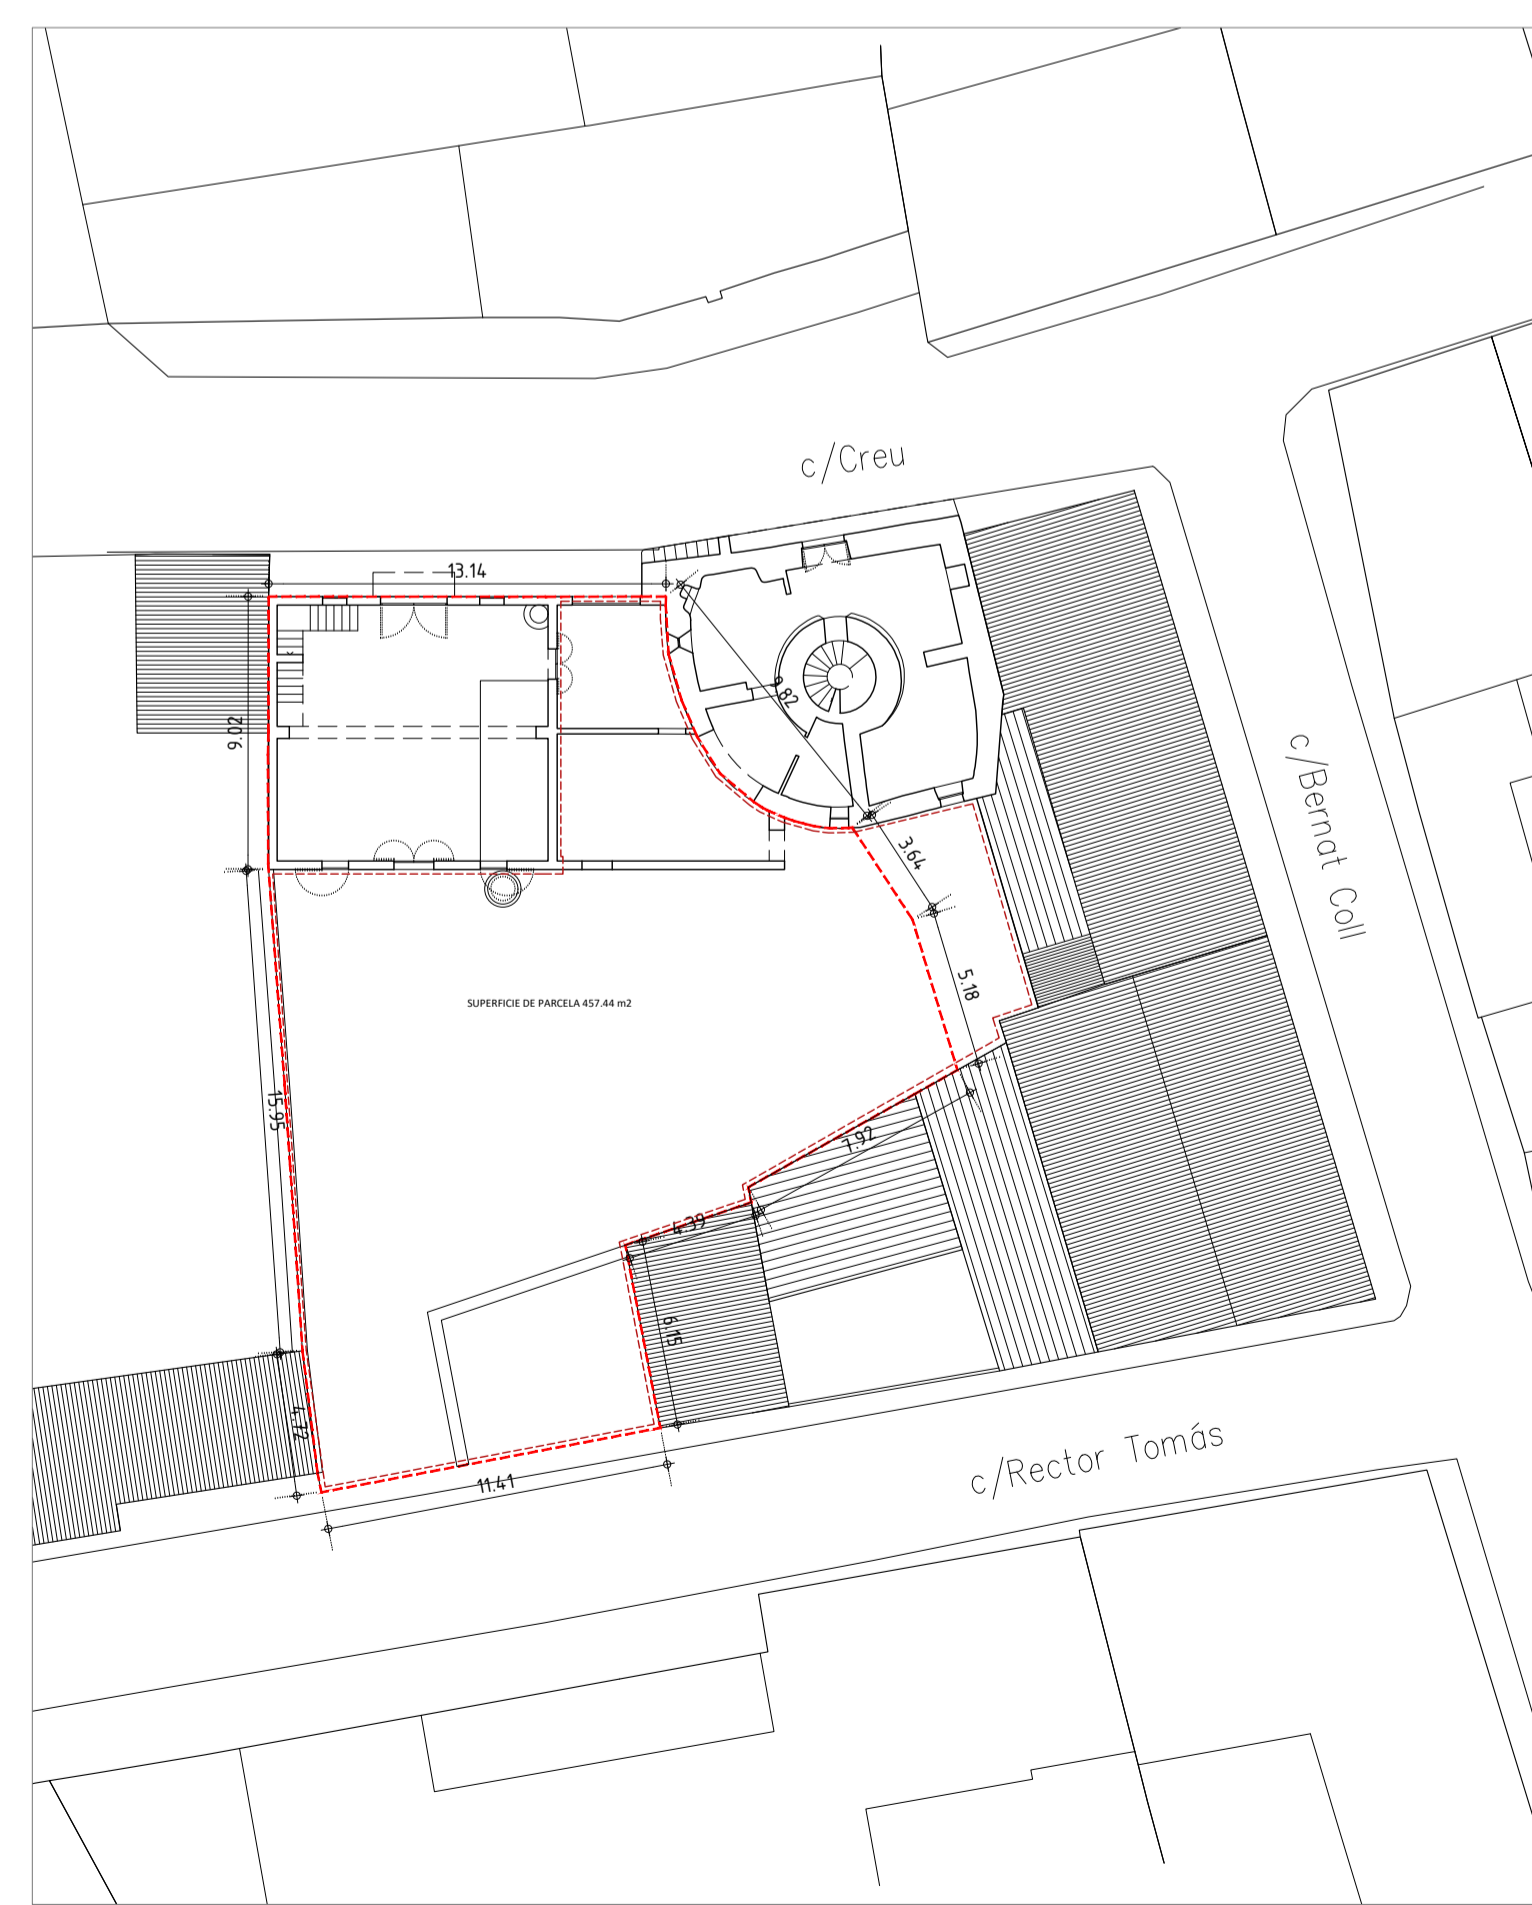 c/Creu
13.14
9.82
9.02
3.64
c/Bernat Coll
5.18
SUPERFICIE DE PARCELA 457.44 m2
15.95
7.92
4.39
6.15
4.72
c/Rector Tomás
11.41